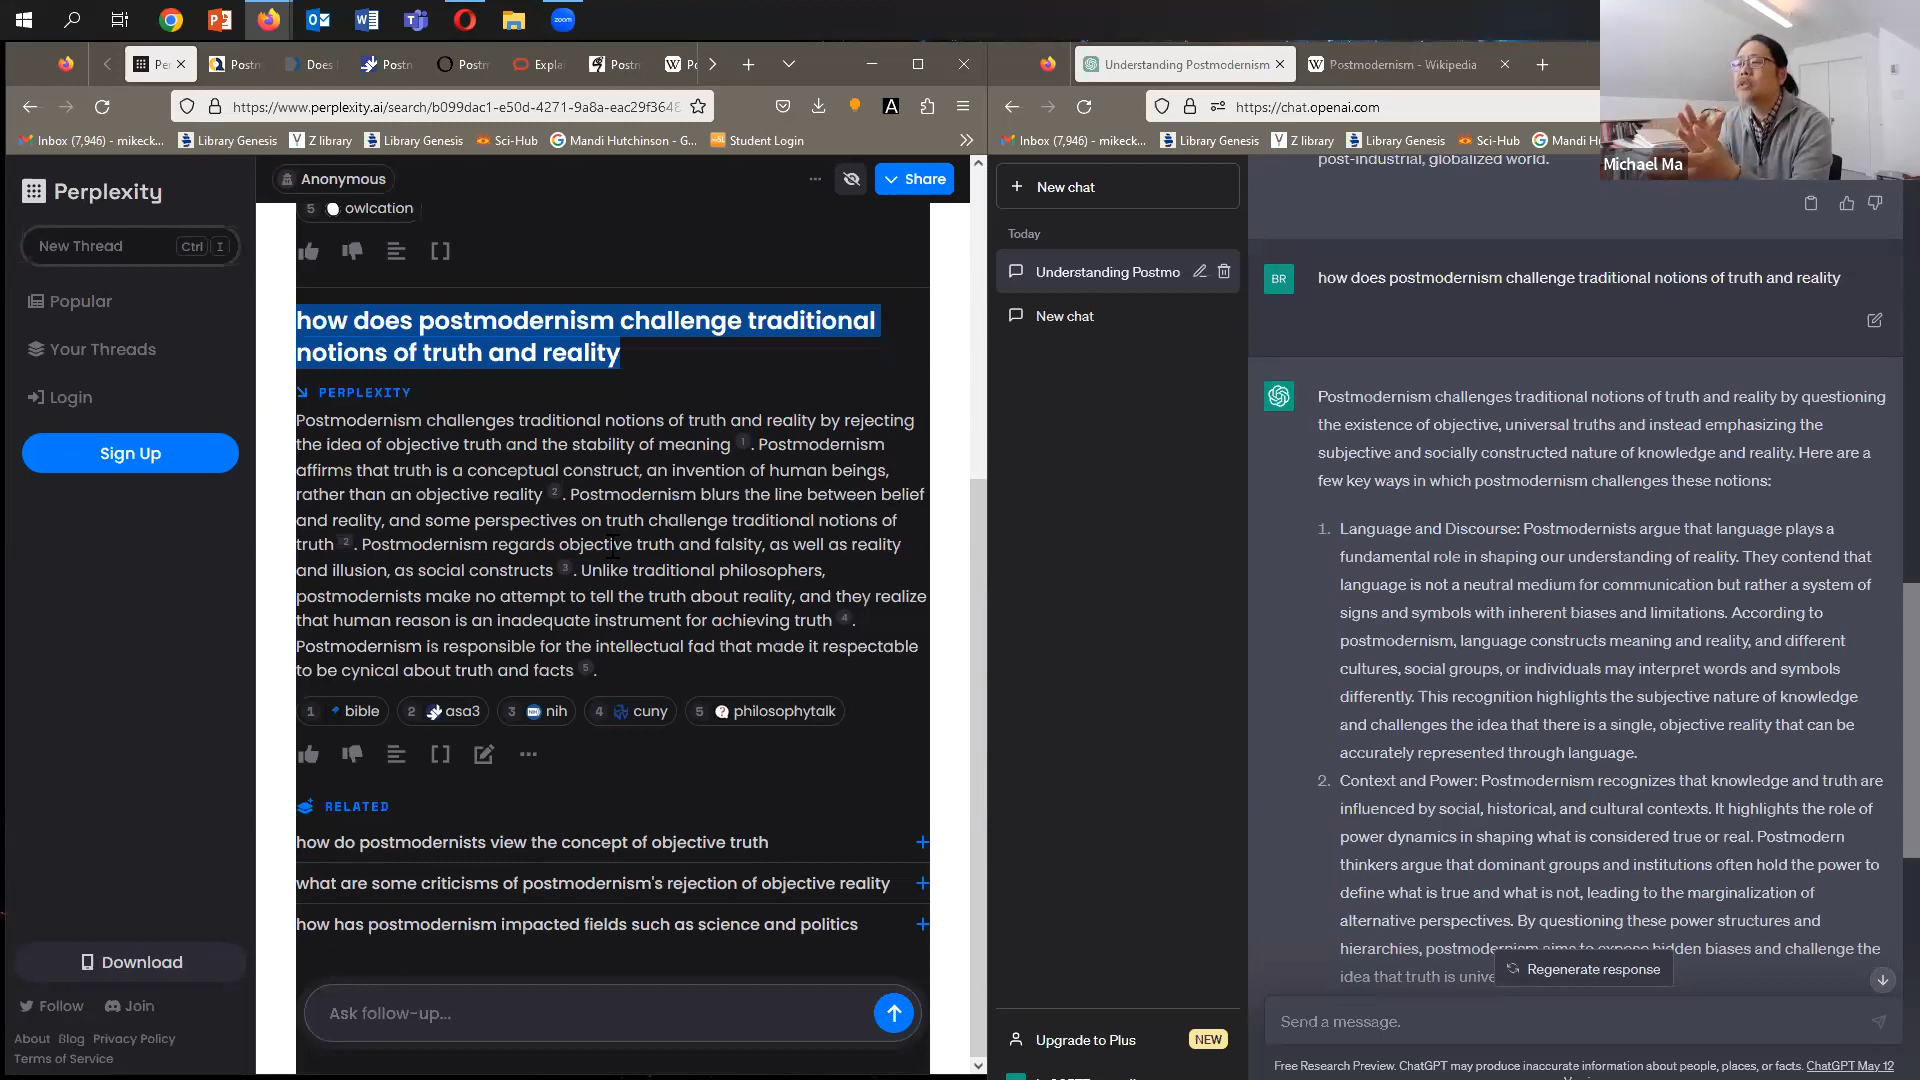 Per
Postm
Does
Postn
Postm
Explai
Postn
Po
https://www.perplexity.ai/search/b099dac1-e50d-4271-9a8a-eac29f3648
Inbox (7,946) - mikeck...
Library Genesis
Z library
Library Genesis
Sci-Hub
Mandi Hutchinson - G...
Student Login
Perplexity
New Thread
Ctrl
I
Popular
Your Threads
Login
Sign Up
Download
Follow
Join
About Blog Privacy Policy
Terms of Service
Anonymous
Share
5 owlcation
how does postmodernism challenge traditional
notions of truth and reality
PERPLEXITY
Postmodernism challenges traditional notions of truth and reality by rejecting
the idea of objective truth and the stability of meaning 1 . Postmodernism
affirms that truth is a conceptual construct, an invention of human beings,
rather than an objective reality 2 . Postmodernism blurs the line between belief
and reality, and some perspectives on truth challenge traditional notions of
truth 2 . Postmodernism regards objective truth and falsity, as well as reality
and illusion, as social constructs 3 . Unlike traditional philosophers,
postmodernists make no attempt to tell the truth about reality, and they realize
that human reason is an inadequate instrument for achieving truth 4 .
Postmodernism is responsible for the intellectual fad that made it respectable
to be cynical about truth and facts 5 .
1 bible
2 asa3
3 nih
4 cuny
5 philosophytalk
RELATED
how do postmodernists view the concept of objective truth
what are some criticisms of postmodernism's rejection of objective reality
how has postmodernism impacted fields such as science and politics
Ask follow-up...
Understanding Postmodernism
Postmodernism - Wikipedia
https://chat.openai.com
Inbox (7,946) - mikeck...
Library Genesis
Z library
Library Genesis
Sci-Hub
Mandi H
Michael Ma
New chat
Today
Understanding Postmo
New chat
Upgrade to Plus
NEW
post-industrial, globalized world.
BR
how does postmodernism challenge traditional notions of truth and reality
Postmodernism challenges traditional notions of truth and reality by questioning
the existence of objective, universal truths and instead emphasizing the
subjective and socially constructed nature of knowledge and reality. Here are a
few key ways in which postmodernism challenges these notions:
1. Language and Discourse: Postmodernists argue that language plays a
fundamental role in shaping our understanding of reality. They contend that
language is not a neutral medium for communication but rather a system of
signs and symbols with inherent biases and limitations. According to
postmodernism, language constructs meaning and reality, and different
cultures, social groups, or individuals may interpret words and symbols
differently. This recognition highlights the subjective nature of knowledge
and challenges the idea that there is a single, objective reality that can be
accurately represented through language.
2. Context and Power: Postmodernism recognizes that knowledge and truth are
influenced by social, historical, and cultural contexts. It highlights the role of
power dynamics in shaping what is considered true or real. Postmodern
thinkers argue that dominant groups and institutions often hold the power to
define what is true and what is not, leading to the marginalization of
alternative perspectives. By questioning these power structures and
hierarchies, postmodernism aims to expose hidden biases and challenge the
idea that truth is unive
Regenerate response
Send a message.
Free Research Preview. ChatGPT may produce inaccurate information about people, places, or facts. ChatGPT May 12